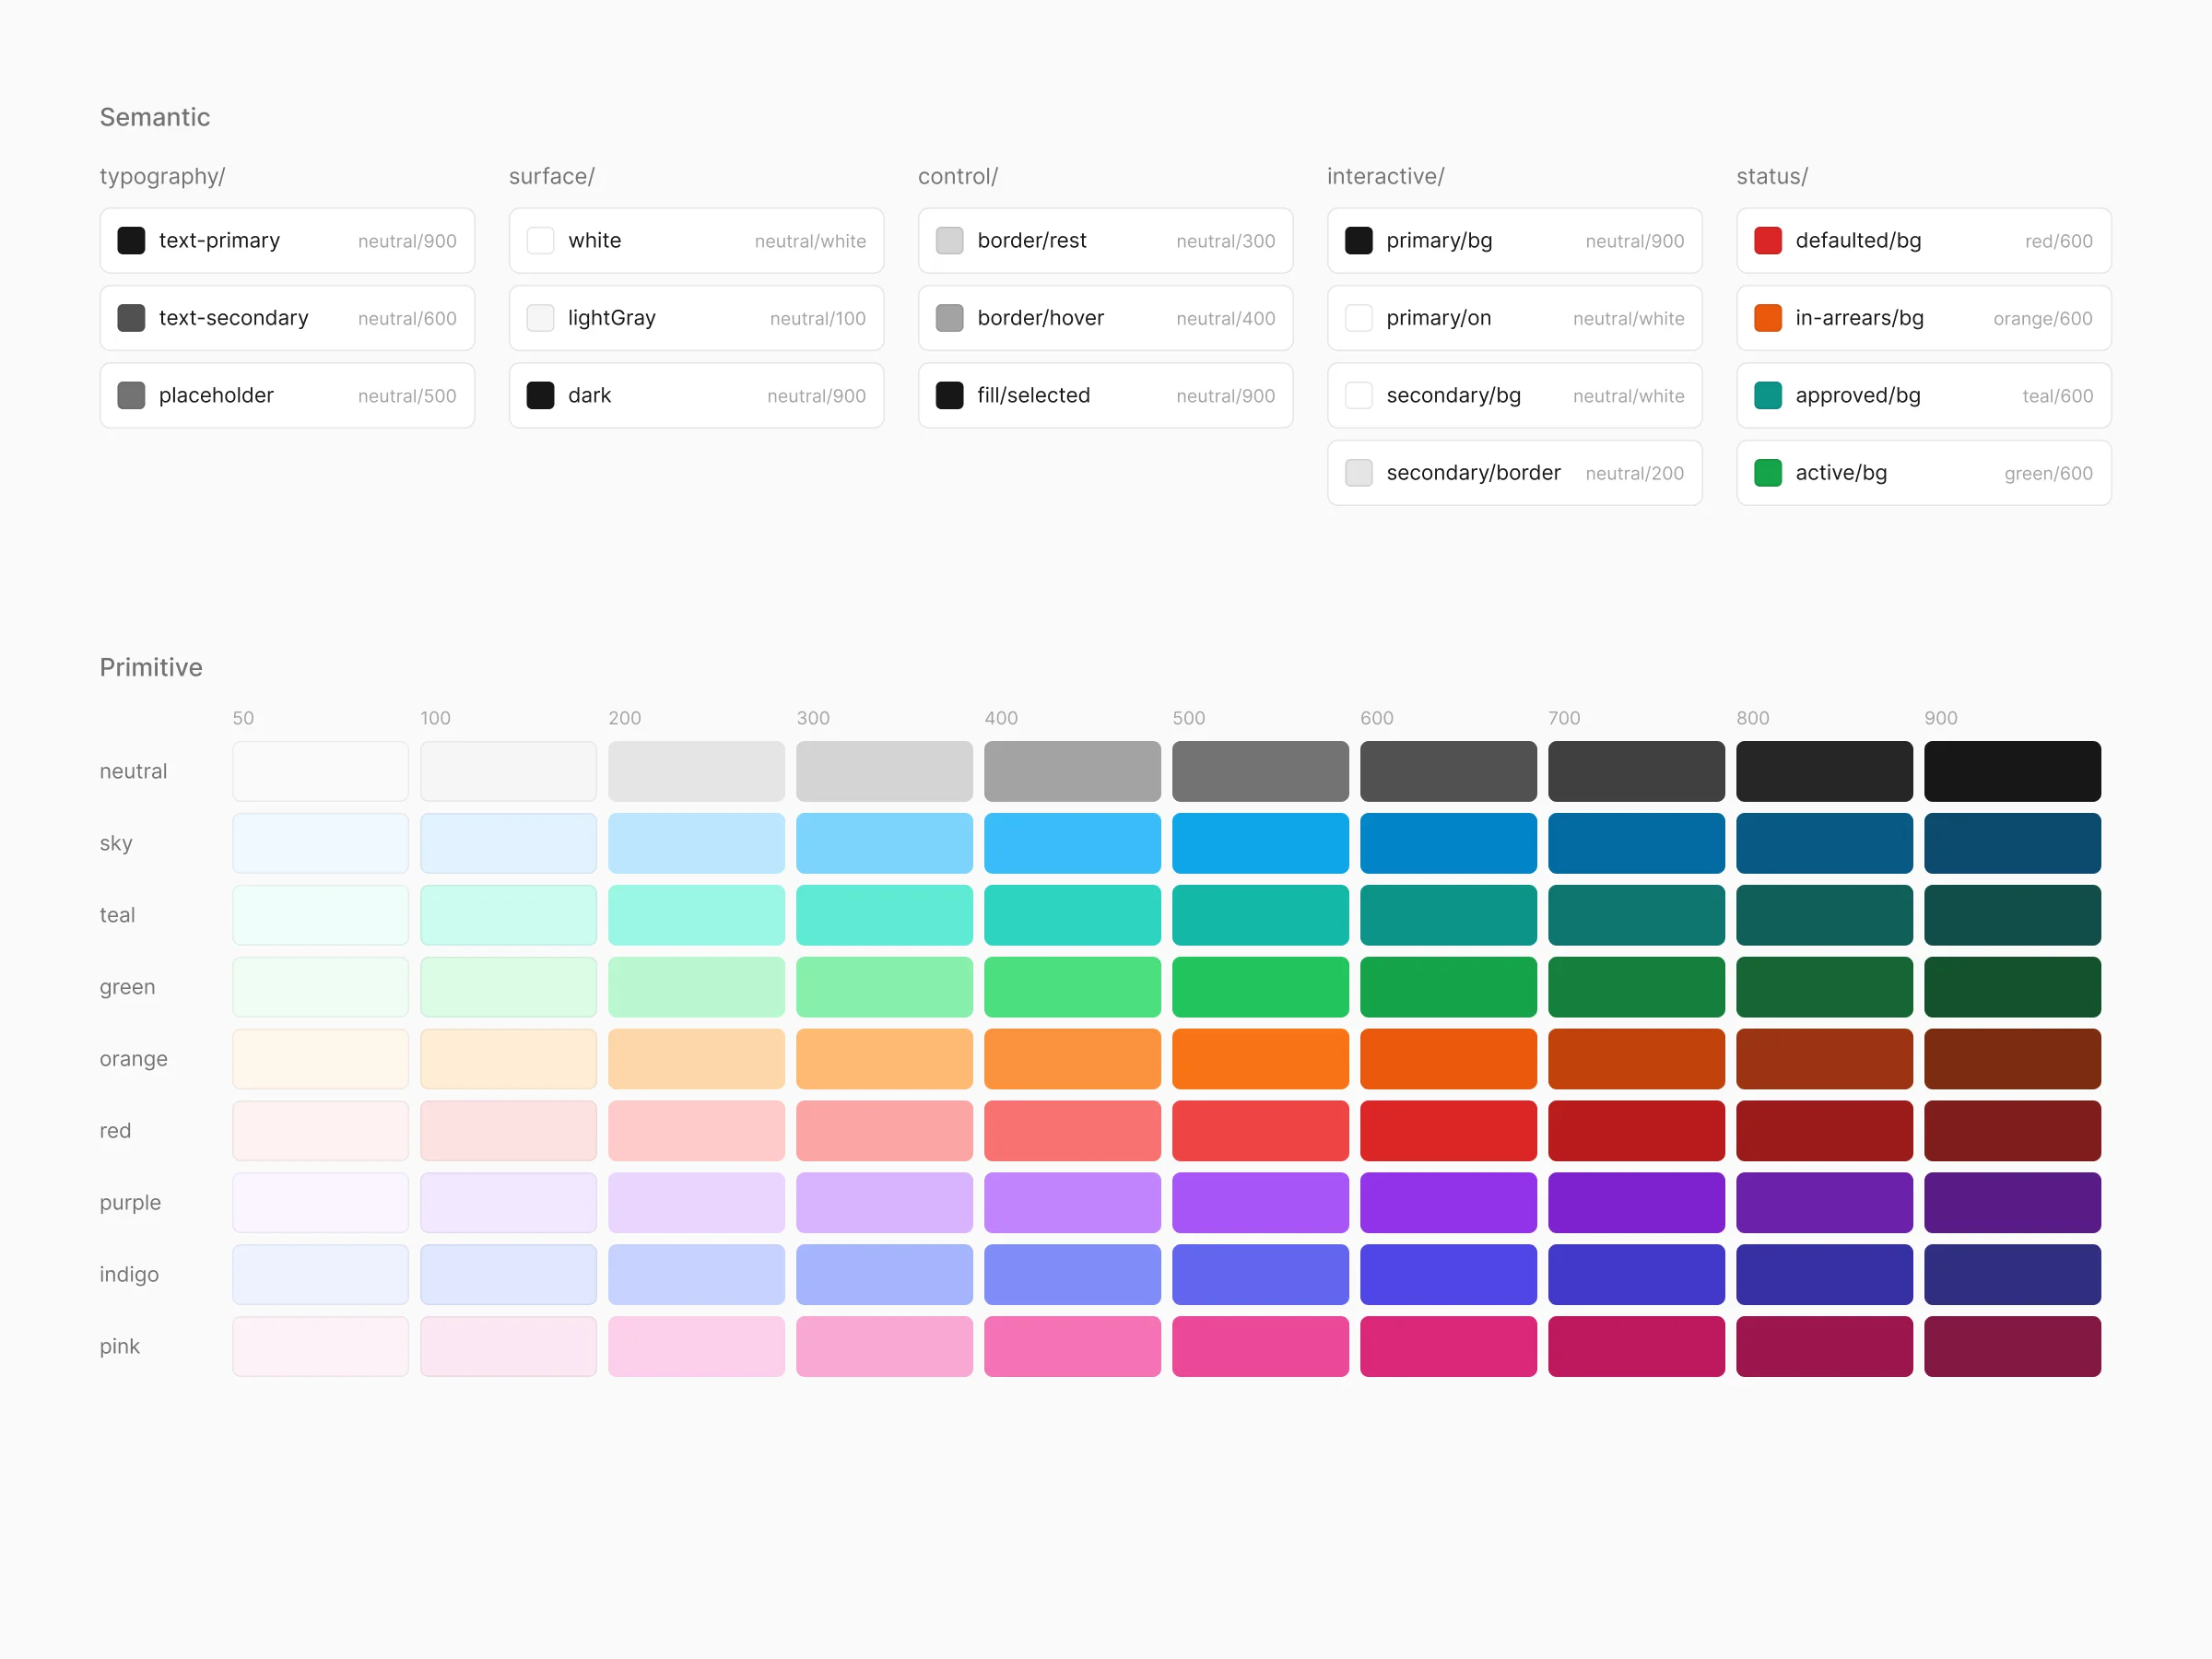 Semantic
typography/
text-primary neutral/900
text-secondary neutral/600
placeholder neutral/500
surface/
white neutral/white
lightGray neutral/100
dark neutral/900
control/
border/rest neutral/300
border/hover neutral/400
fill/selected neutral/900
interactive/
primary/bg neutral/900
primary/on neutral/white
secondary/bg neutral/white
secondary/border neutral/200
status/
defaulted/bg red/600
in-arrears/bg orange/600
approved/bg teal/600
active/bg green/600
Primitive
50 100 200 300 400 500 600 700 800 900
neutral
sky
teal
green
orange
red
purple
indigo
pink